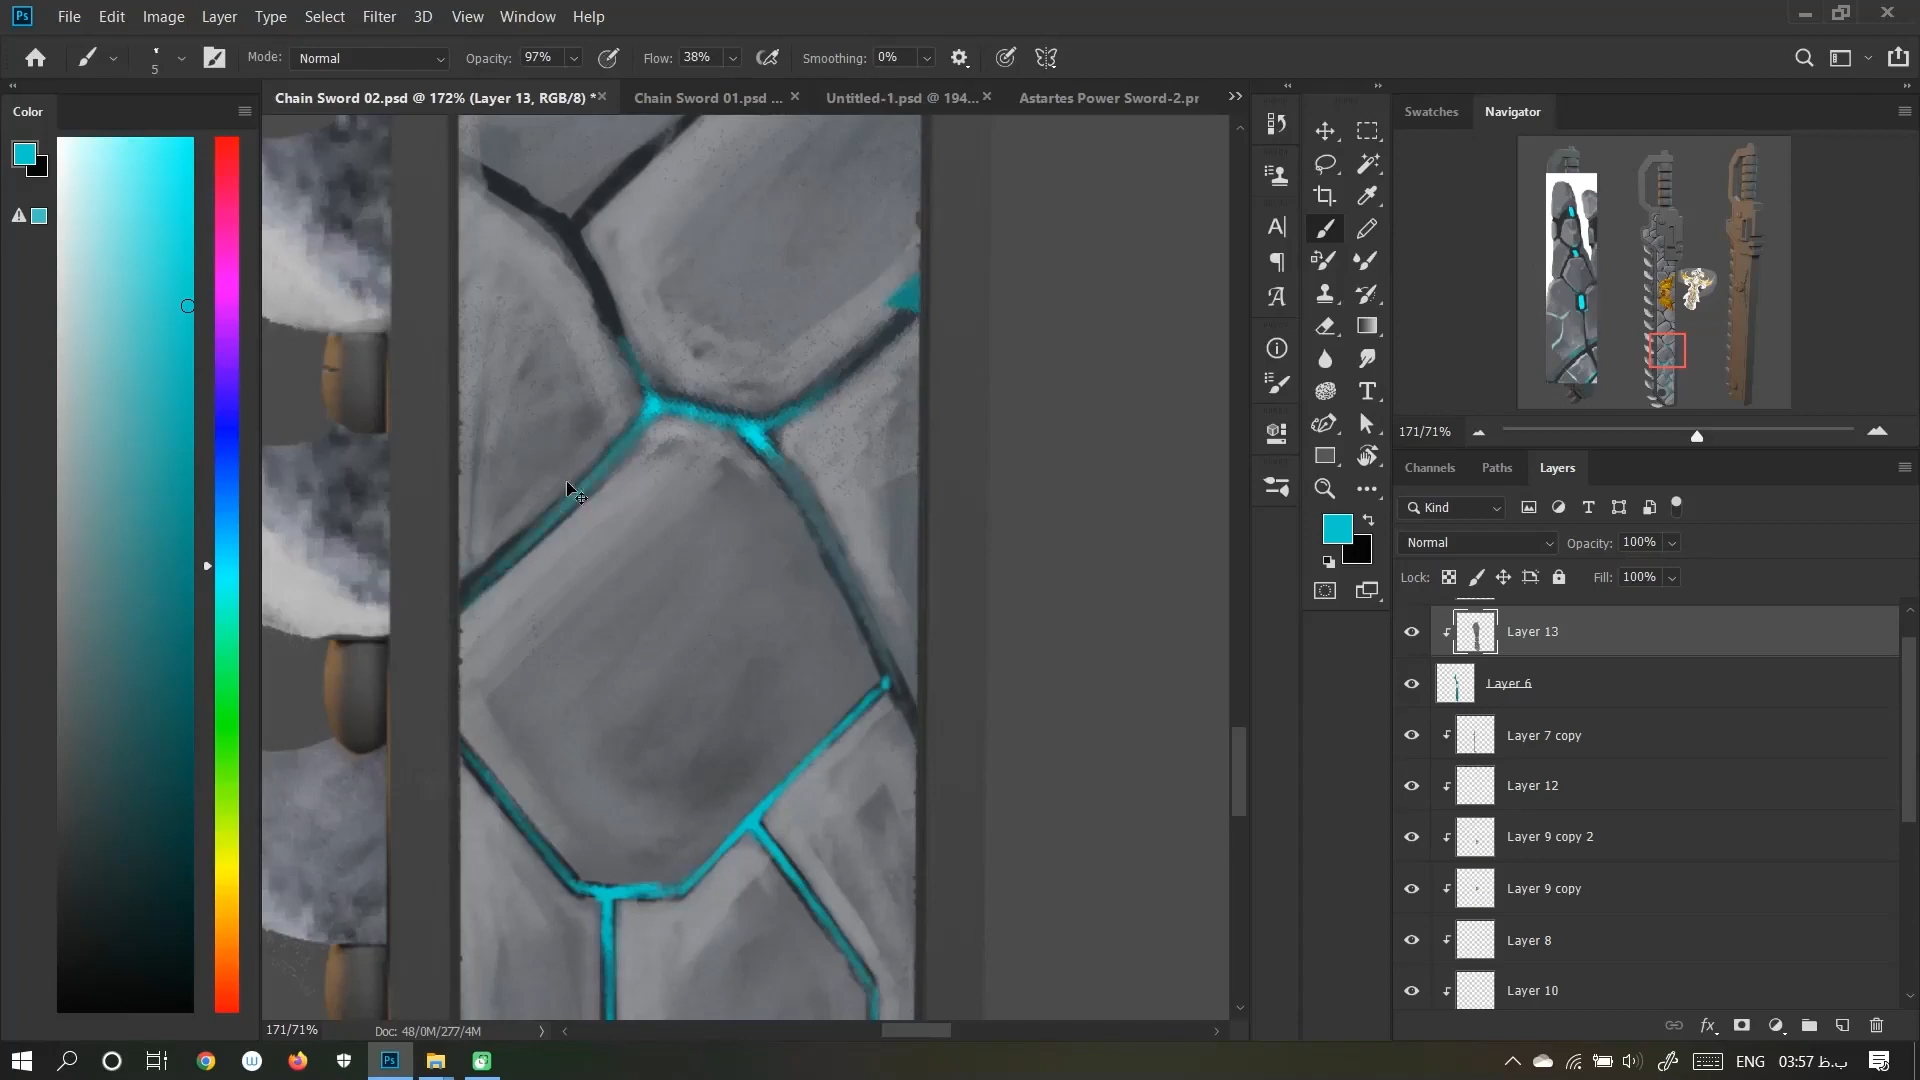 Ps File Edit Image Layer Type Select Filter 3D View Window Help
5 Mode: Normal Opacity: 97% Flow: 38% Smoothing: 0%
Color
Chain Sword 02.psd @ 172% (Layer 13, RGB/8) * Chain Sword 01.psd ... Untitled-1.psd @ 194... Astartes Power Sword-2.pr
Swatches Navigator
171/71%
Channels Paths Layers
Kind
Normal Opacity: 100%
Lock: Fill: 100%
Layer 13
Layer 6
Layer 7 copy
Layer 12
Layer 9 copy 2
Layer 9 copy
Layer 8
Layer 10
fx
171/71% Doc: 48/0M/277/4M
Ps ENG 03:57 ب.ظ